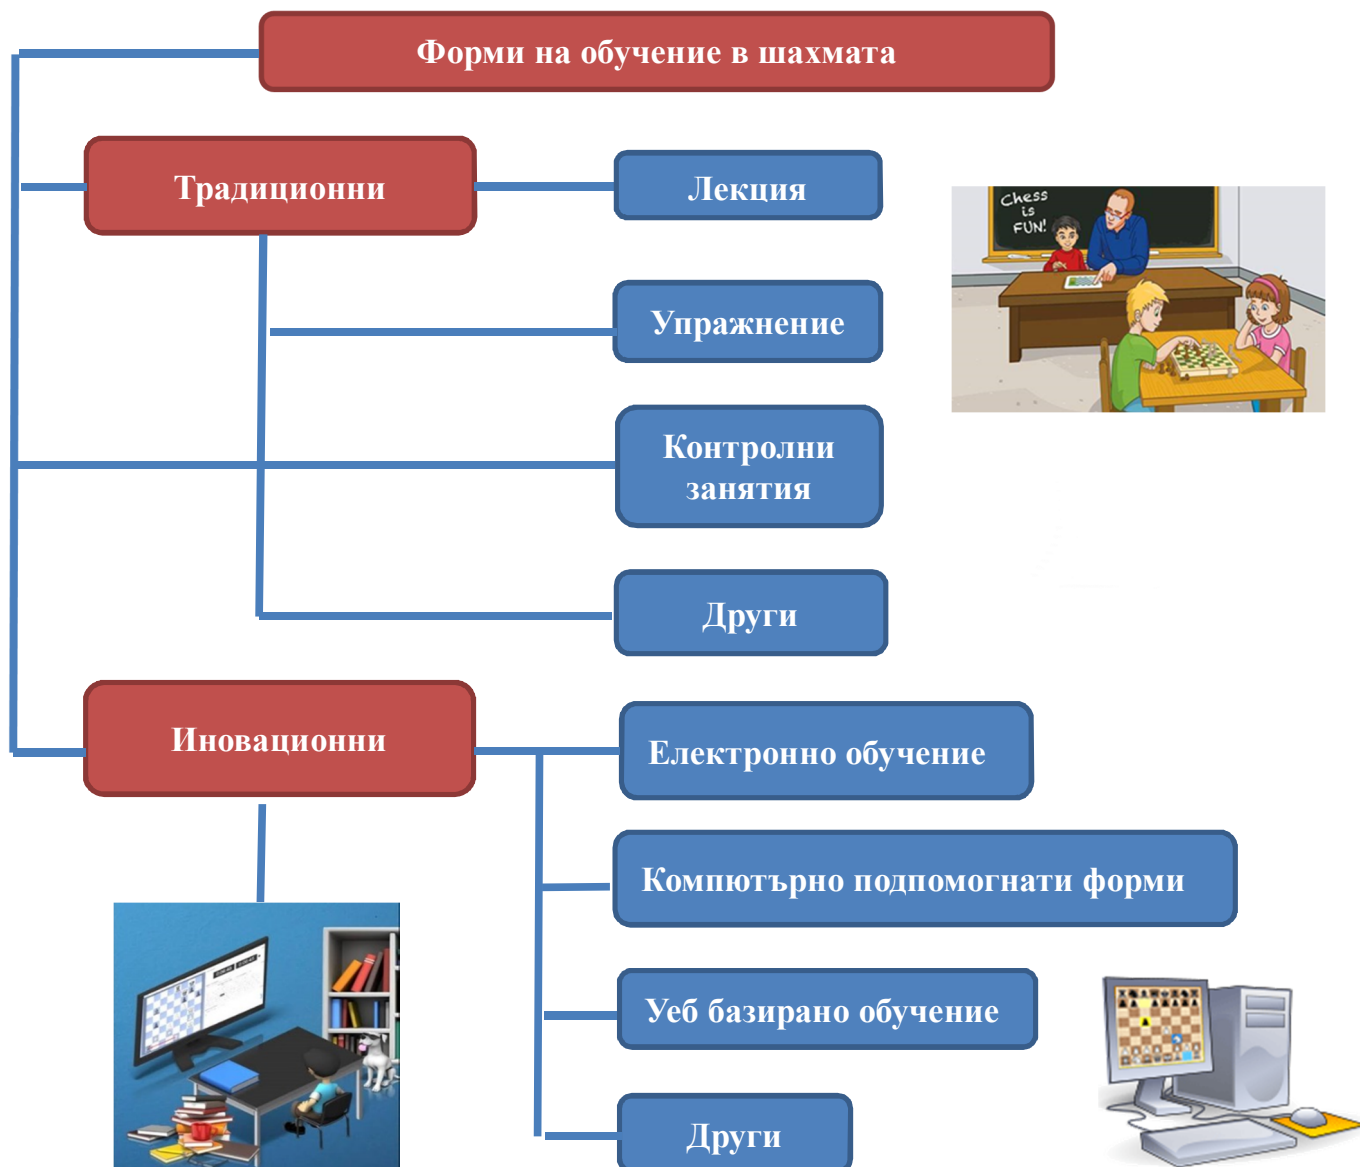 Форми на обучение в шахмата
Традиционни
Лекция
Chess
is
FUN!
Упражнение
Контролни
занятия
Други
Иновационни
Електронно обучение
Компютърно подпомогнати форми
Уеб базирано обучение
Други